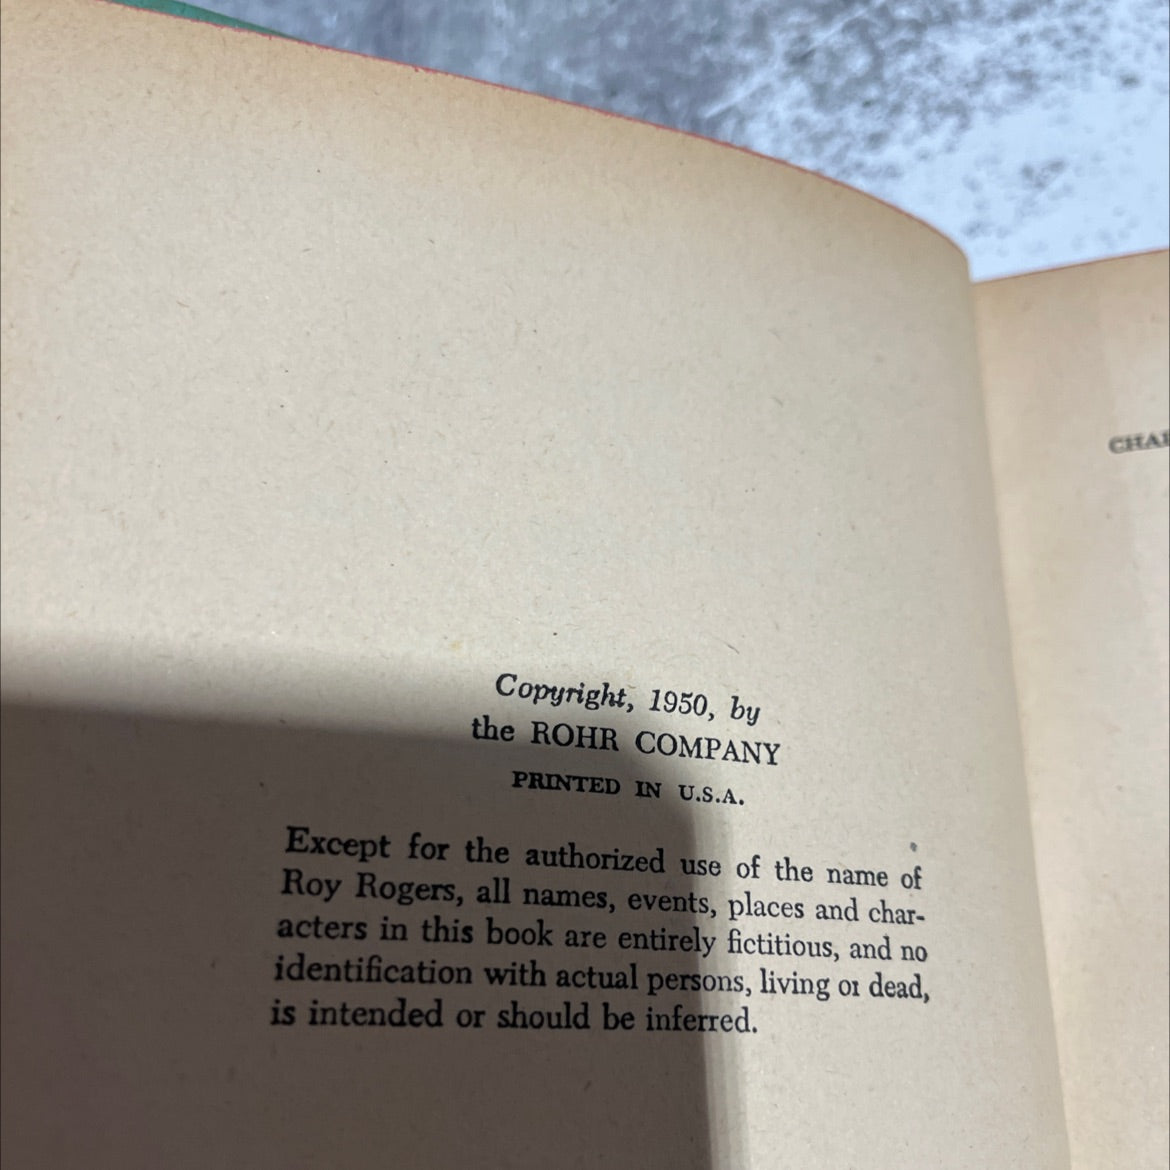 Copyright, 1950, by
the ROHR COMPANY
PRINTED IN U.S.A.
Except for the authorized use of the name of
Roy Rogers, all names, events, places and char-
acters in this book are entirely fictitious, and no
identification with actual persons, living or dead,
is intended or should be inferred.